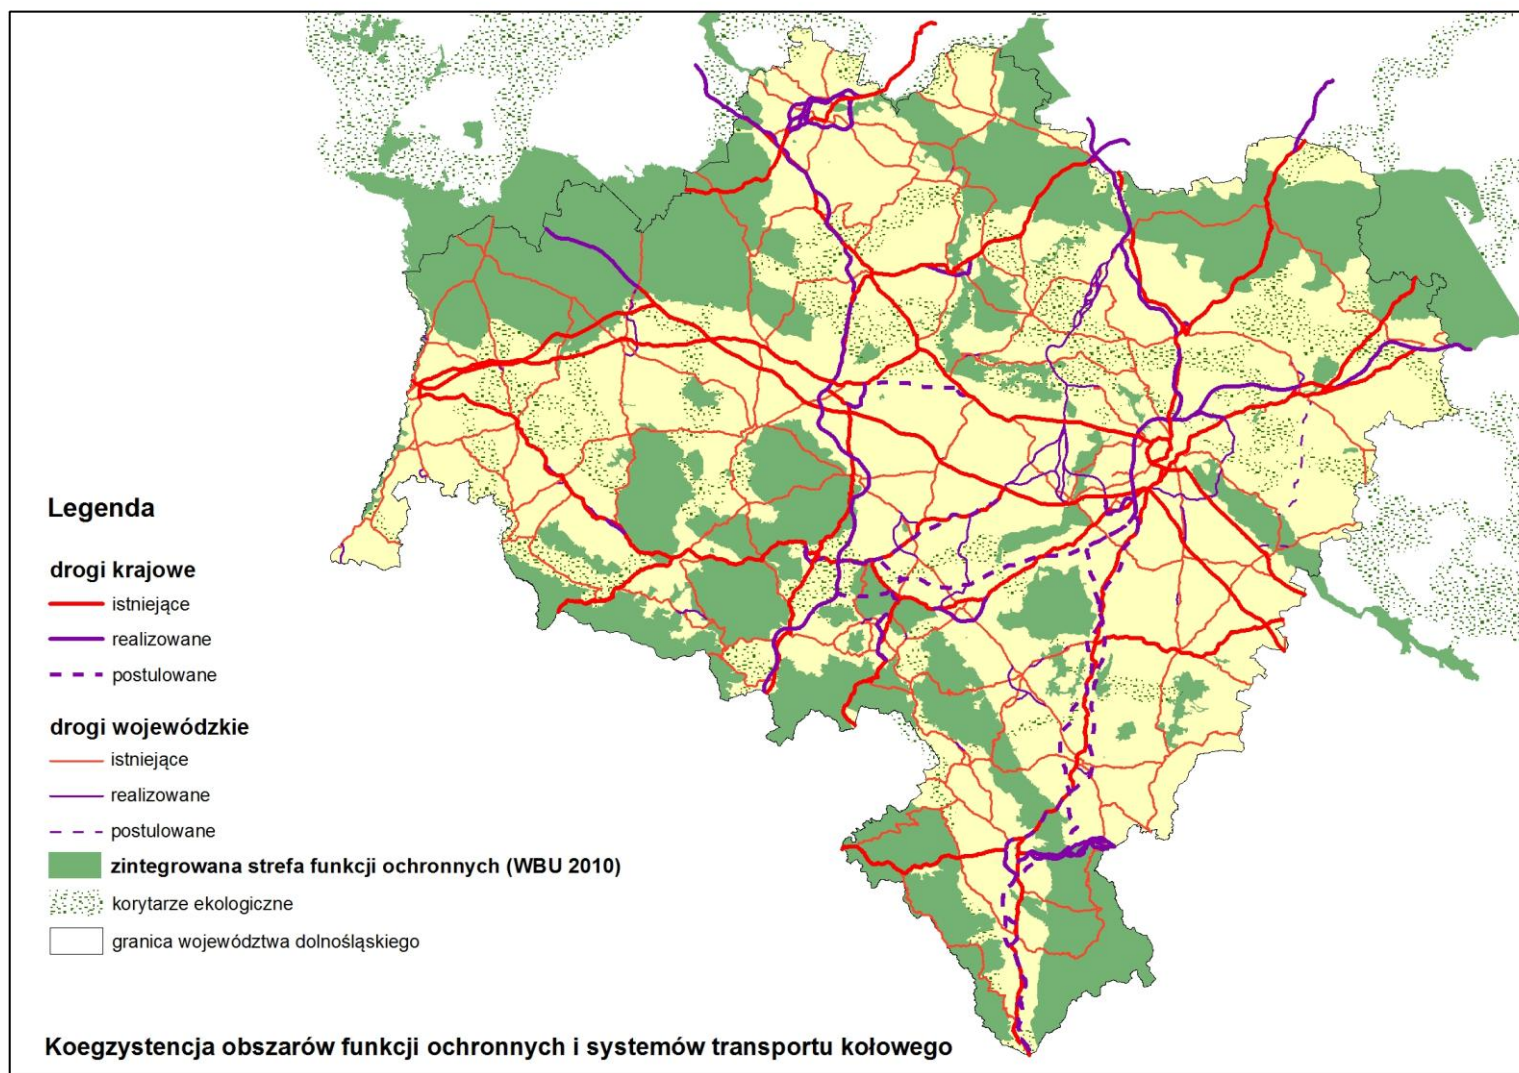 Legenda
drogi krajowe
istniejące
realizowane
postulowane
drogi wojewódzkie
istniejące
realizowane
postulowane
zintegrowana strefa funkcji ochronnych (WBU 2010)
korytarze ekologiczne
granica województwa dolnośląskiego
Koegzystencja obszarów funkcji ochronnych i systemów transportu kołowego